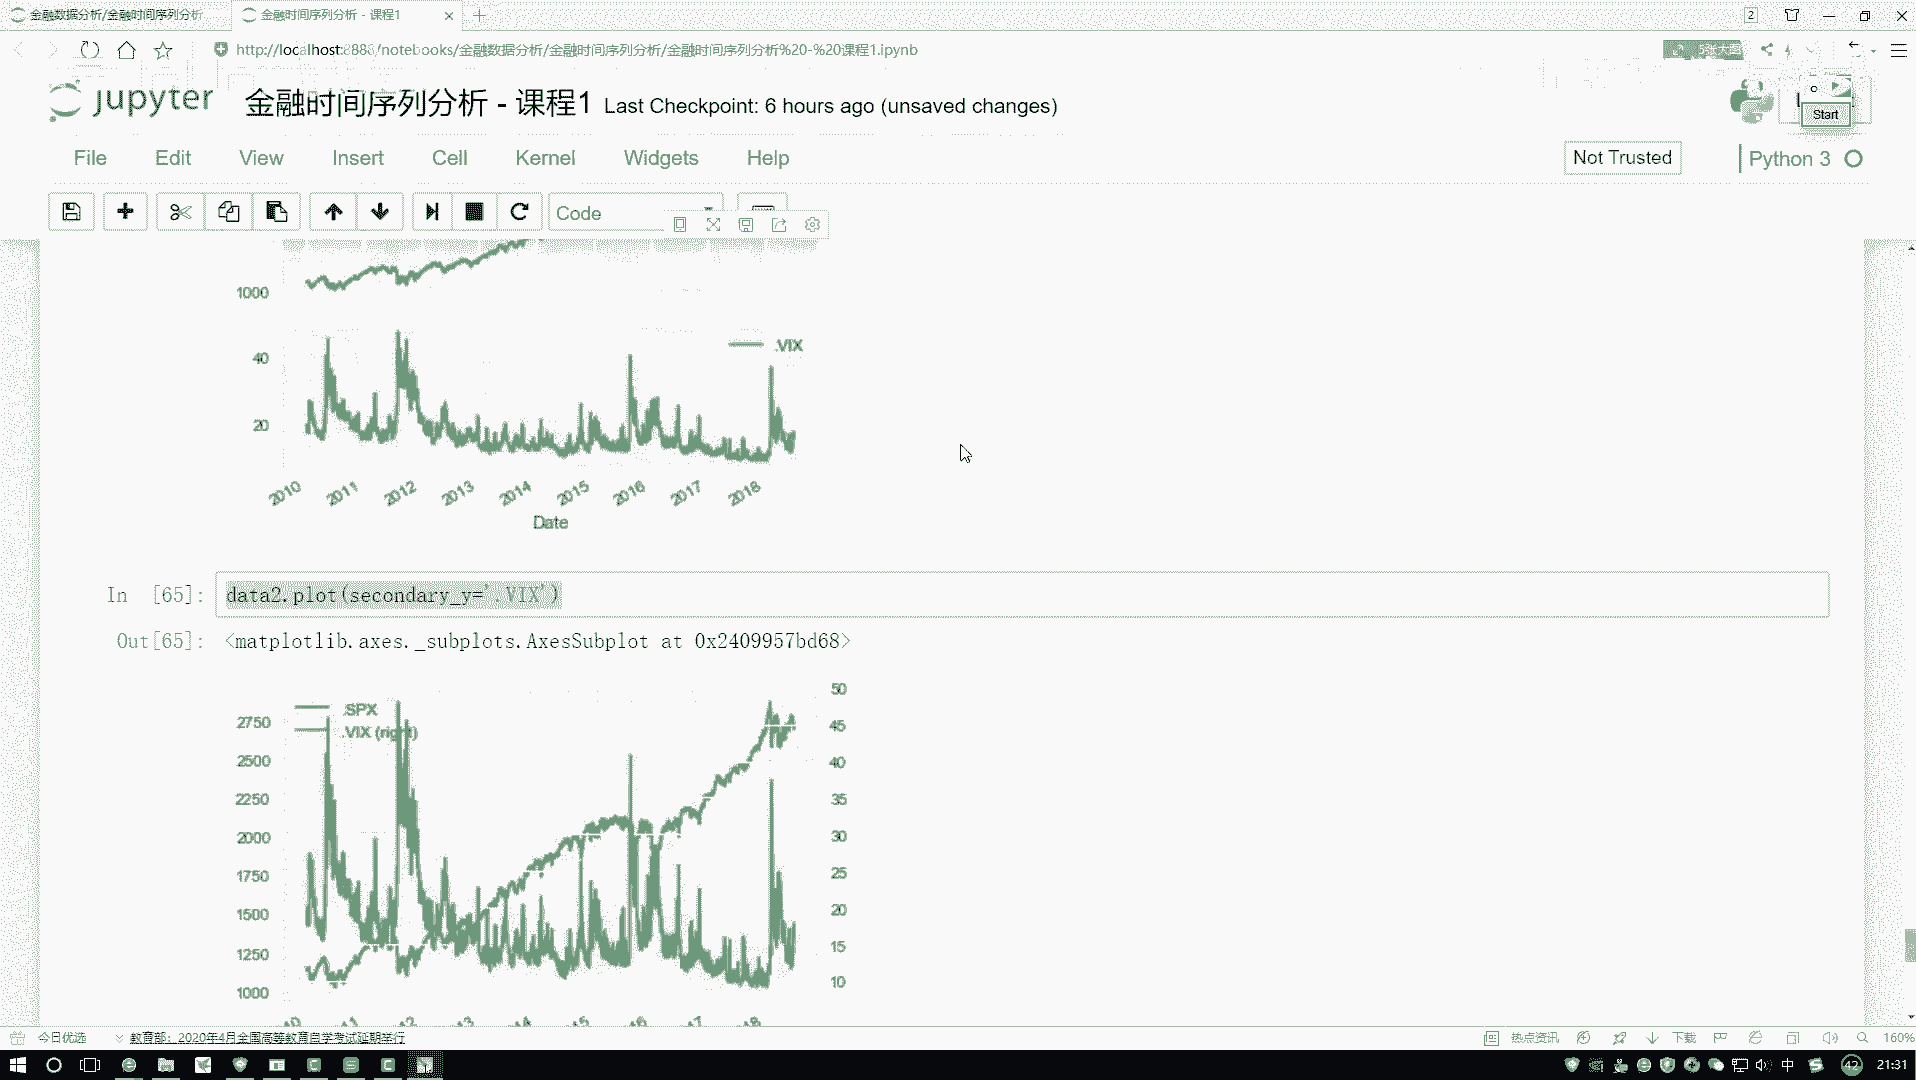 金融数据分析/金融时间序列分析
金融时间序列分析 - 课程1
2
http://localhost:8888/notebooks/金融数据分析/金融时间序列分析/金融时间序列分析%20-%20课程1.ipynb
5张大图
jupyter
金融时间序列分析 - 课程1 Last Checkpoint: 6 hours ago (unsaved changes)
Start
File Edit View Insert Cell Kernel Widgets Help
Not Trusted
Python 3
Code
1000
40
20
.VIX
2010 2011 2012 2013 2014 2015 2016 2017 2018
Date
In [65]: data2.plot(secondary_y='.VIX')
Out[65]: <matplotlib.axes._subplots.AxesSubplot at 0x2409957bd68>
.SPX
.VIX (right)
2750
2500
2250
2000
1750
1500
1250
1000
50
45
40
35
30
25
20
15
10
今日优选
教育部：2020年4月全国高等教育自学考试延期举行
热点资讯
下载
160%
中
42
21:31